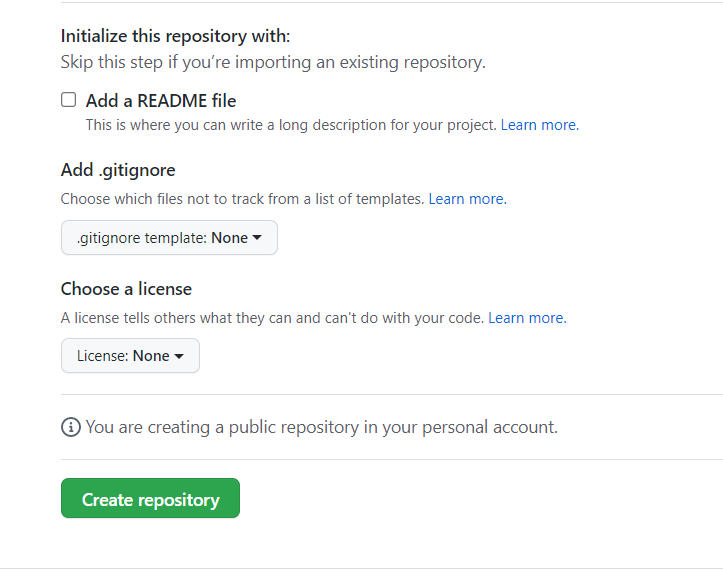 Initialize this repository with:
Skip this step if you’re importing an existing repository.
Add a README file
This is where you can write a long description for your project. Learn more.
Add .gitignore
Choose which files not to track from a list of templates. Learn more.
.gitignore template: None
Choose a license
A license tells others what they can and can't do with your code. Learn more.
License: None
You are creating a public repository in your personal account.
Create repository